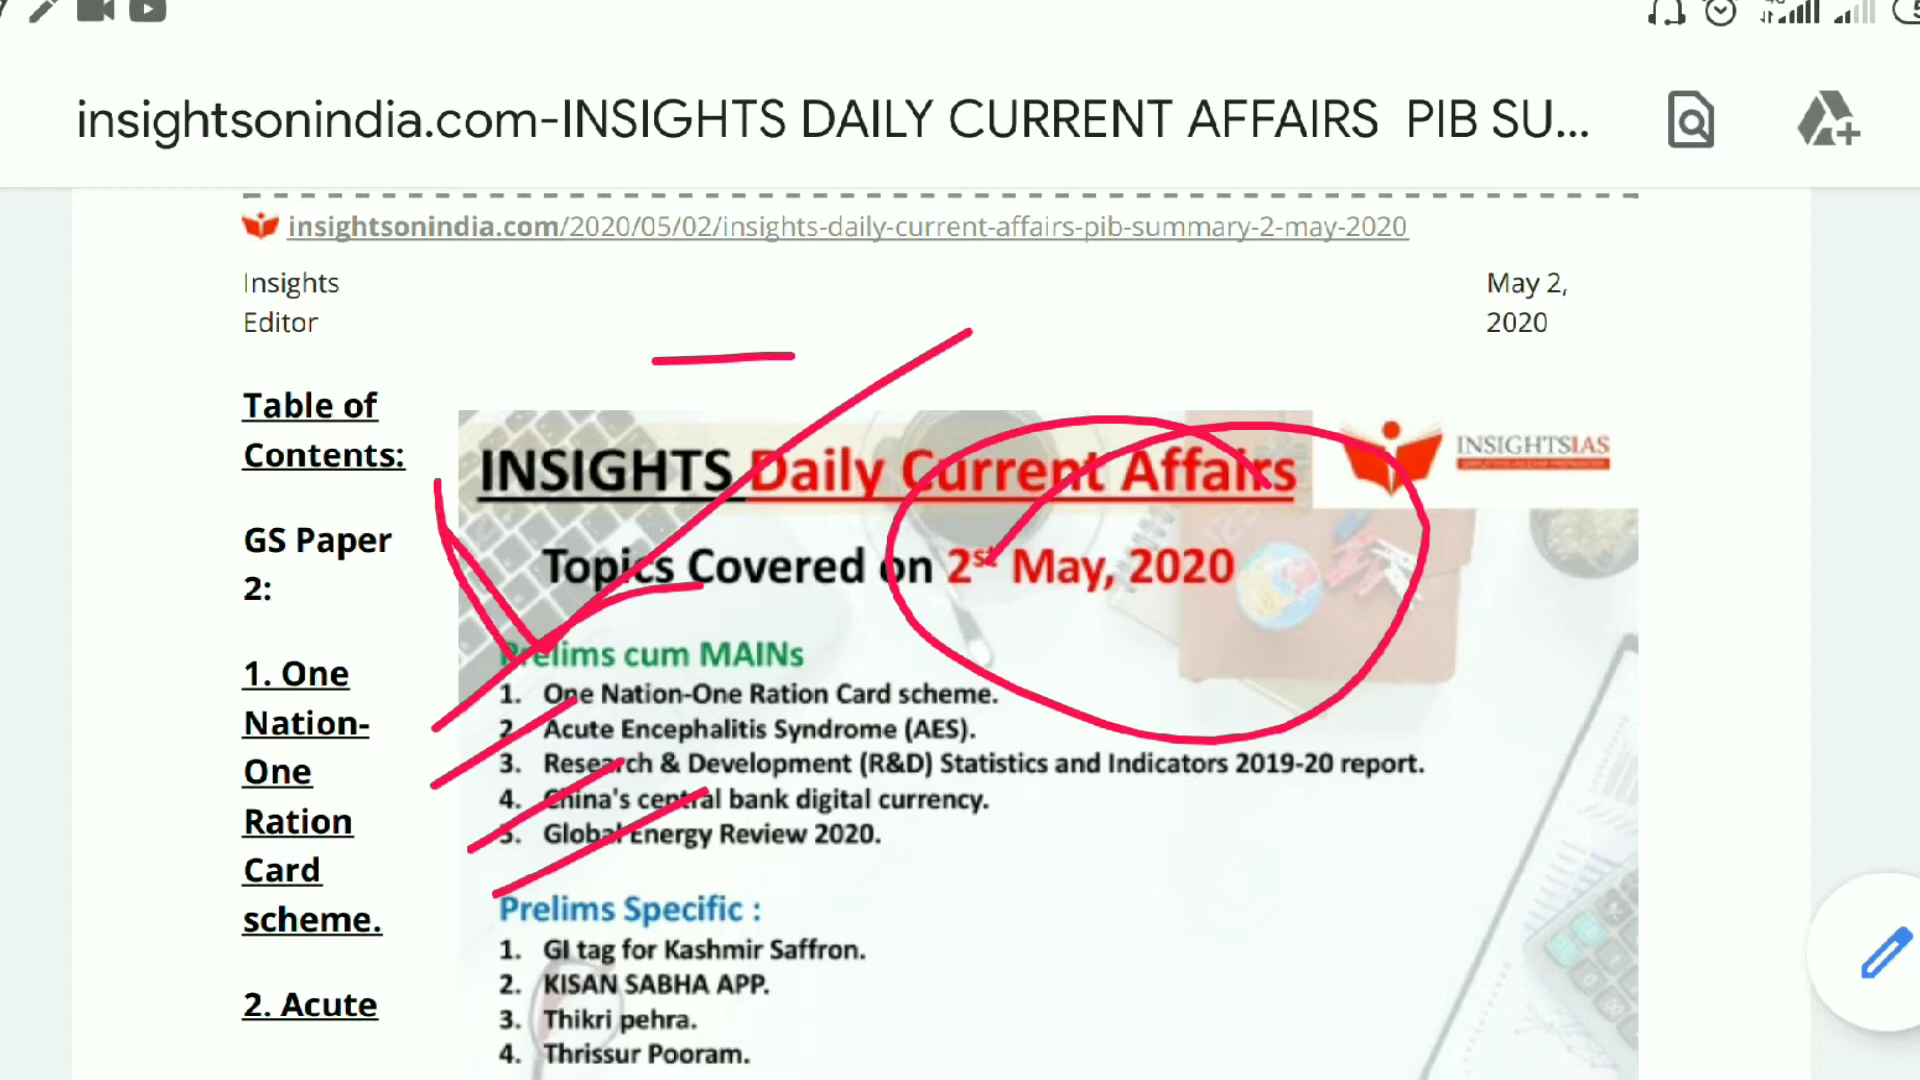 insightsonindia.com-INSIGHTS DAILY CURRENT AFFAIRS PIB SU...
insightsonindia.com/2020/05/02/insights-daily-current-affairs-pib-summary-2-may-2020
Insights
Editor
May 2,
2020
Table of
Contents:
GS Paper
2:
1. One
Nation-
One
Ration
Card
scheme.
2. Acute
INSIGHTS Daily Current Affairs
INSIGHTSIAS
Topics Covered on 2st May, 2020
Prelims cum MAINs
1. One Nation-One Ration Card scheme.
2. Acute Encephalitis Syndrome (AES).
3. Research & Development (R&D) Statistics and Indicators 2019-20 report.
4. China's central bank digital currency.
5. Global Energy Review 2020.
Prelims Specific :
1. GI tag for Kashmir Saffron.
2. KISAN SABHA APP.
3. Thikri pehra.
4. Thrissur Pooram.